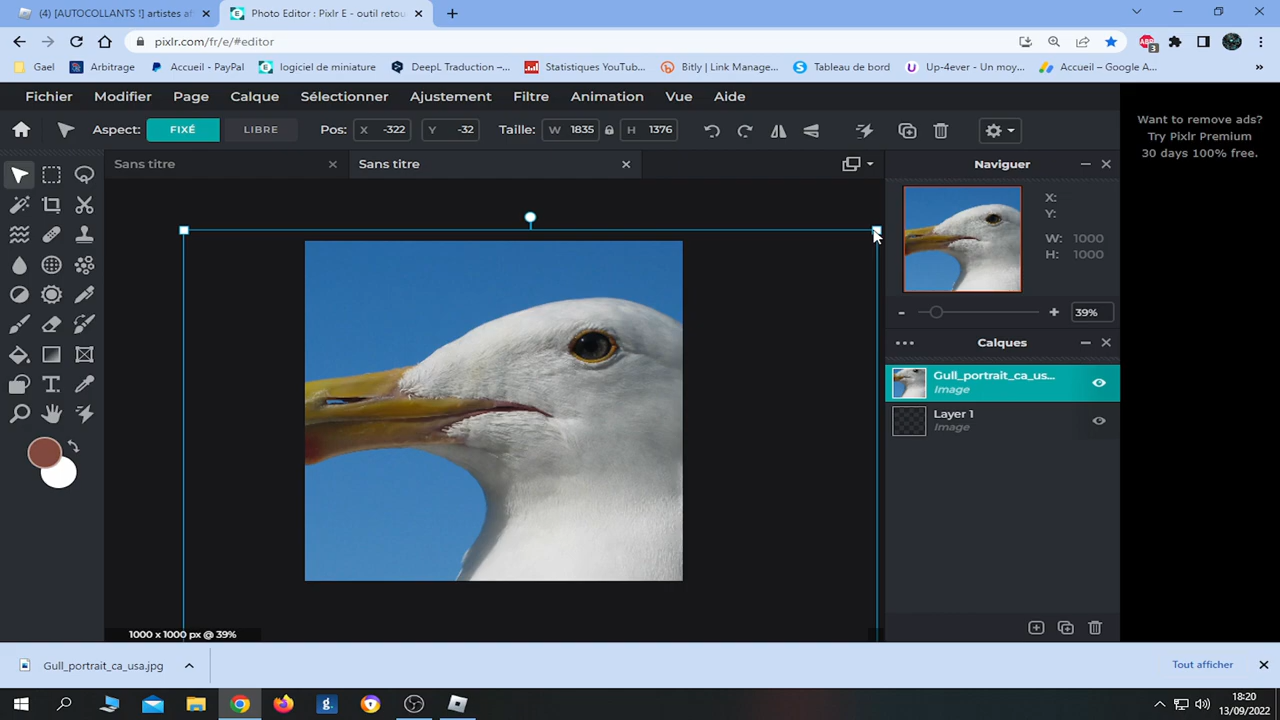 (4) [AUTOCOLLANTS !] artistes af
Photo Editor : Pixlr E - outil retou
pixlr.com/fr/e/#editor
3
Gael
Arbitrage
Accueil - PayPal
logiciel de miniature
DeepL Traduction –...
Statistiques YouTub...
Bitly | Link Manage...
Tableau de bord
Up-4ever - Un moy...
Accueil – Google A...
»
Fichier Modifier Page Calque Sélectionner Ajustement Filtre Animation Vue Aide
Aspect: FIXÉ LIBRE Pos: X -322 Y -32 Taille: W 1835 H 1376
Sans titre
Sans titre
Naviguer
X:
Y:
W: 1000
H: 1000
- + 39%
Calques
Gull_portrait_ca_us...
Image
Layer 1
Image
Want to remove ads?
Try Pixlr Premium
30 days 100% free.
1000 x 1000 px @ 39%
Gull_portrait_ca_usa.jpg
Tout afficher
18:20
13/09/2022